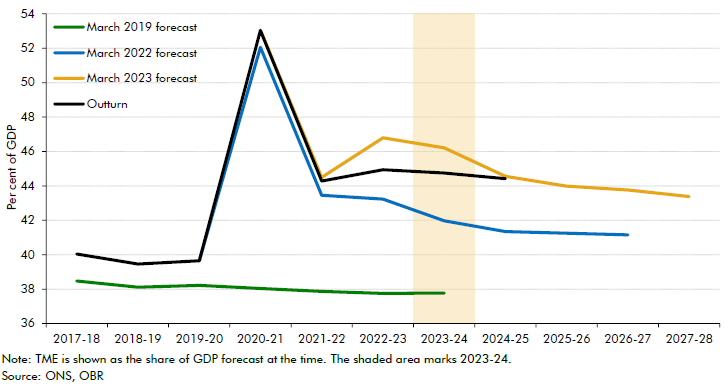 54
52
50
48
46
44
42
40
38
36
Per cent of GDP
March 2019 forecast
March 2022 forecast
March 2023 forecast
Outturn
2017-18 2018-19 2019-20 2020-21 2021-22 2022-23 2023-24 2024-25 2025-26 2026-27 2027-28
Note: TME is shown as the share of GDP forecast at the time. The shaded area marks 2023-24.
Source: ONS, OBR